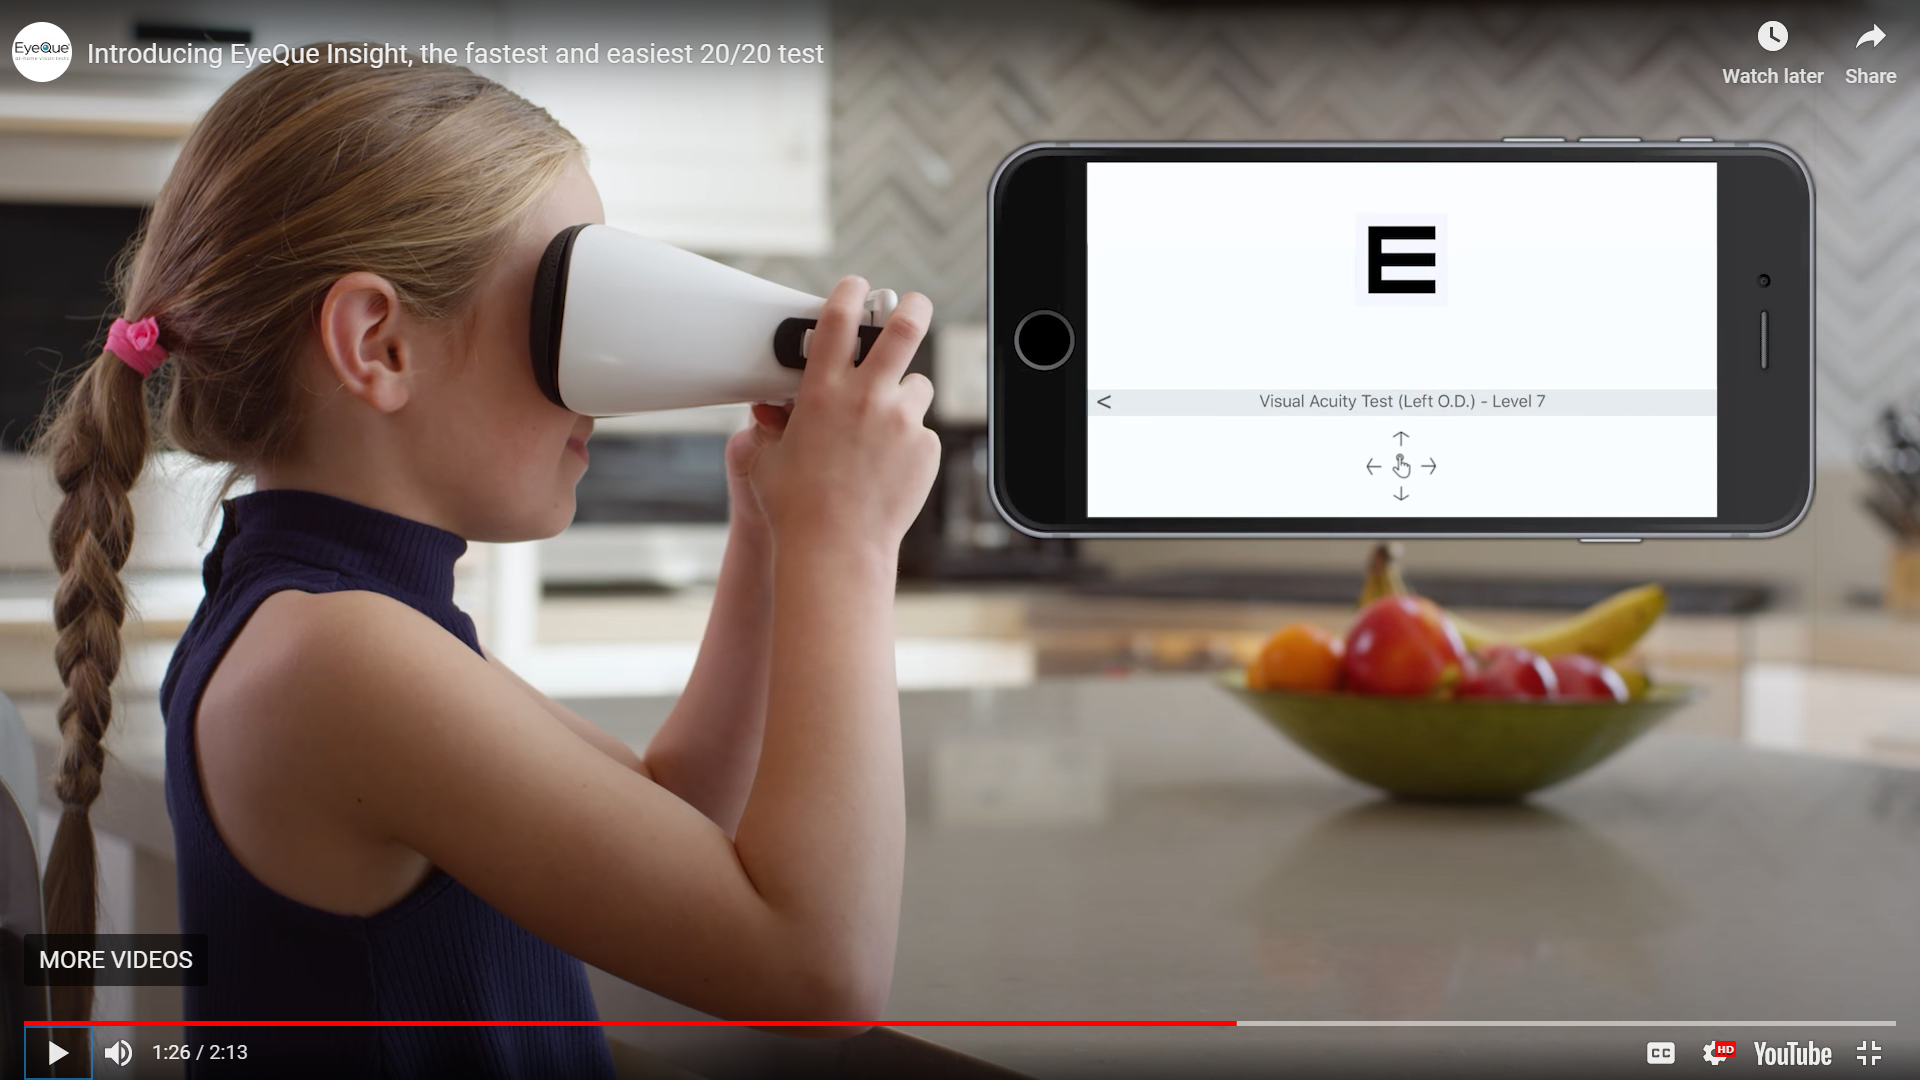 EyeQue
Introducing EyeQue Insight, the fastest and easiest 20/20 test
Watch later
Share
E
< Visual Acuity Test (Left O.D.) - Level 7
MORE VIDEOS
1:26 / 2:13
CC
HD
YouTube